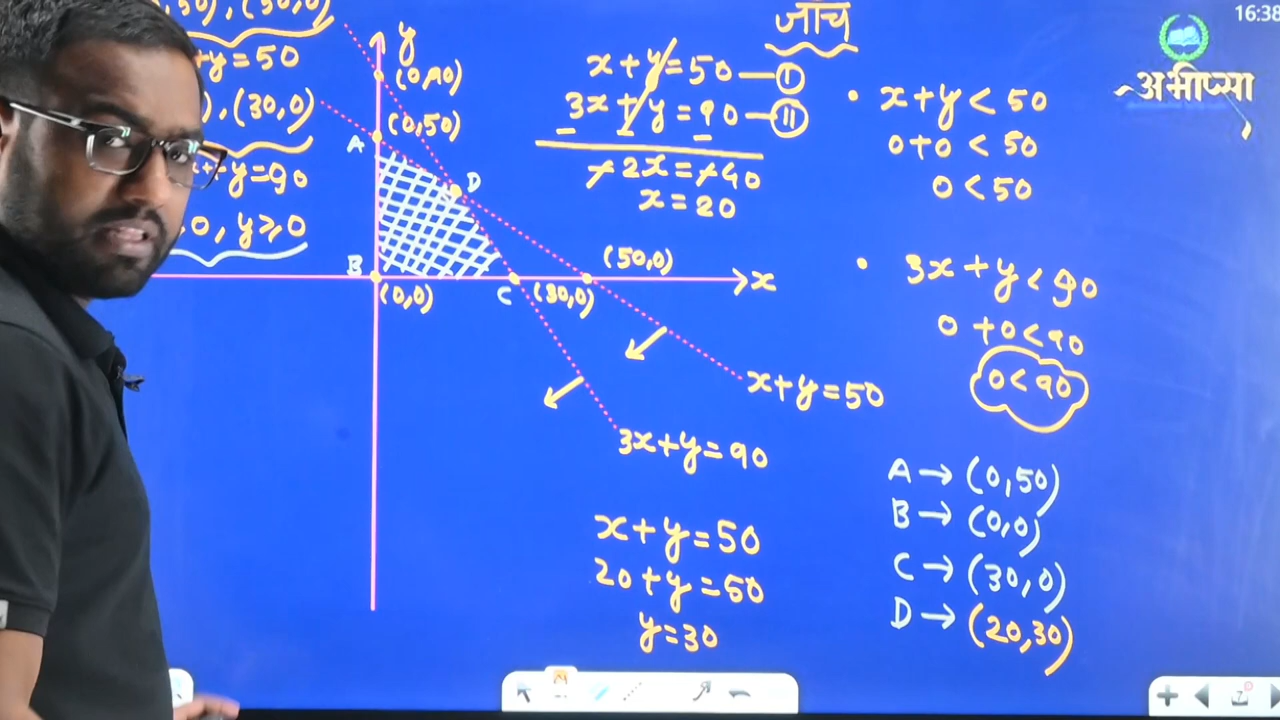 ,50), (50,0)
+y=50
), (30,0)
+y=90
0, y≥0
y
(0,90)
(0,50)
A
D
B
(0,0)
C
(30,0)
(50,0)
x
x+y=50
3x+y=90
जाँच
x+y=50 — I
3x+y=90 — II
- - -
-2x=-40
x=20
x+y=50
20+y=50
y=30
• x+y<50
0+0<50
0<50
• 3x+y<90
0+0<90
0<90
A → (0,50)
B → (0,0)
C → (30,0)
D → (20,30)
16:38
अभीप्सा